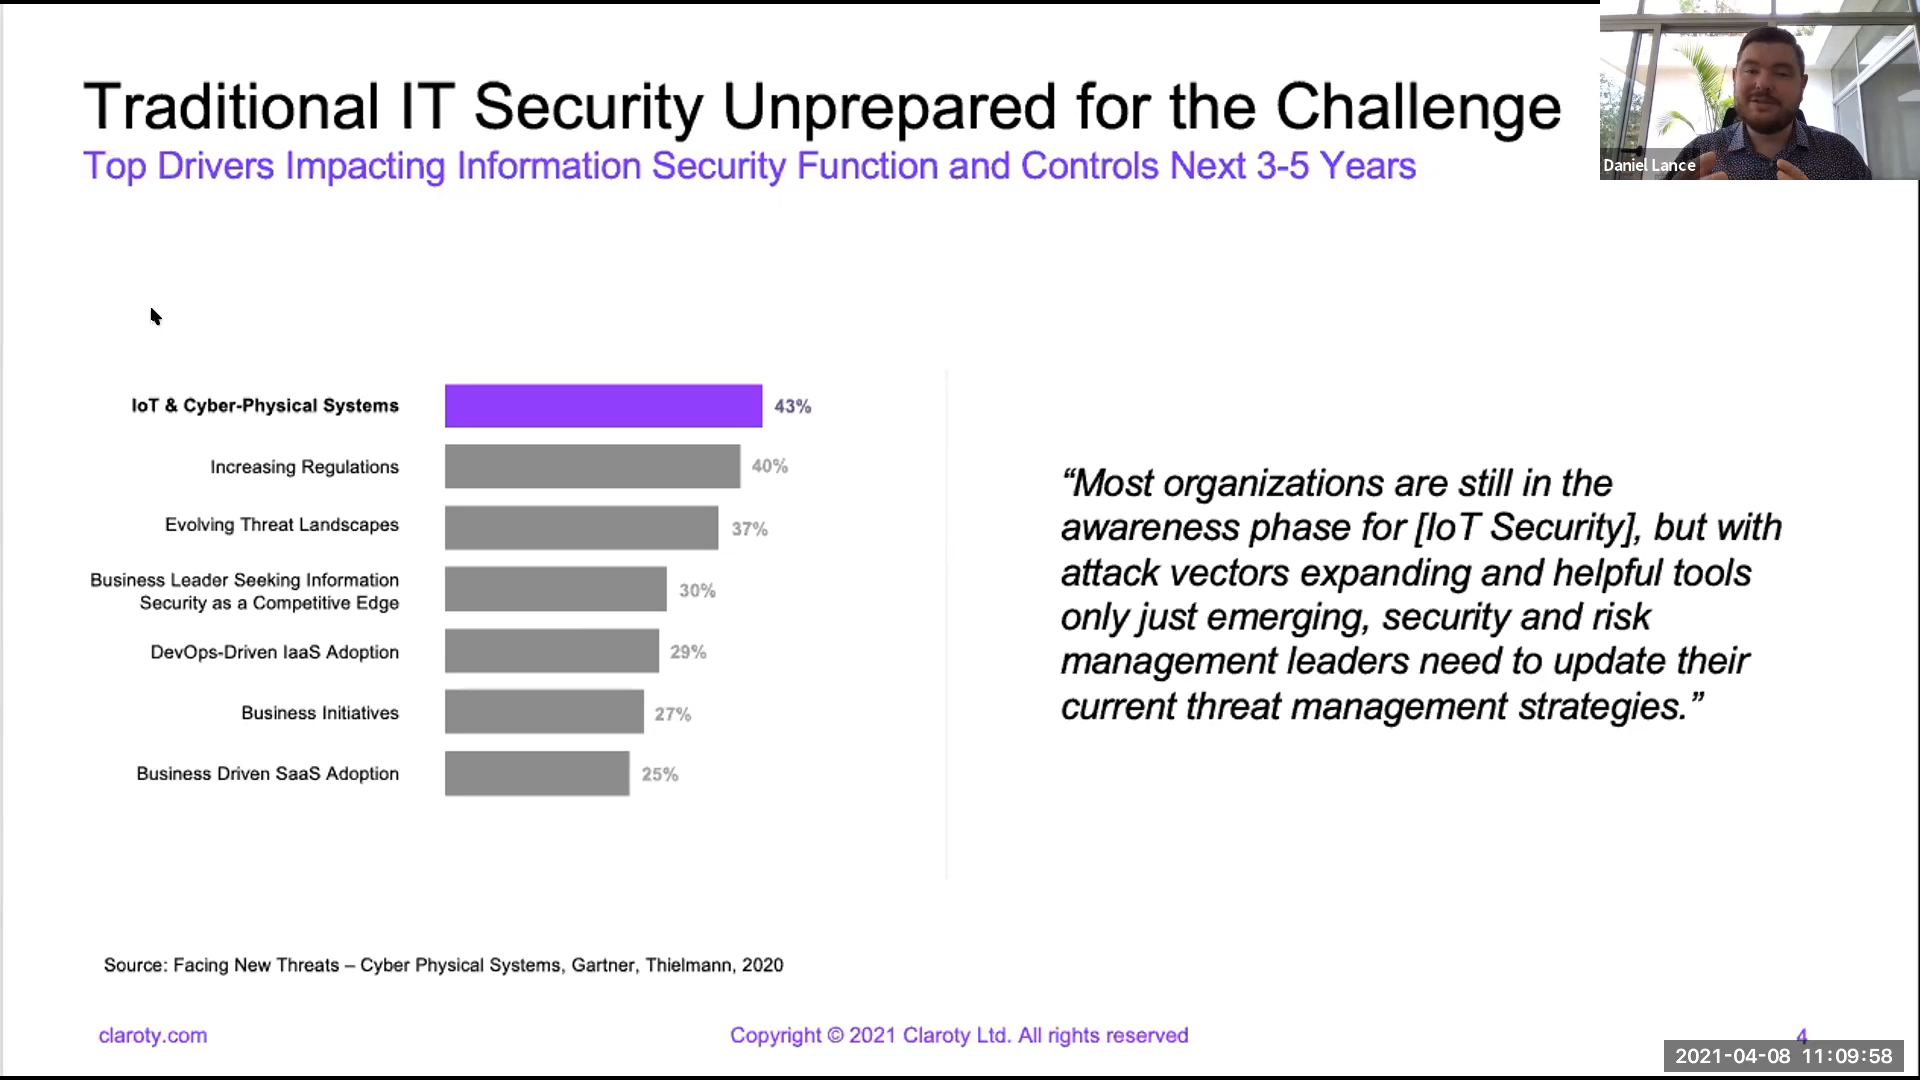 Traditional IT Security Unprepared for the Challenge
Top Drivers Impacting Information Security Function and Controls Next 3-5 Years
Daniel Lance
IoT & Cyber-Physical Systems
43%
Increasing Regulations
40%
Evolving Threat Landscapes
37%
Business Leader Seeking Information
Security as a Competitive Edge
30%
DevOps-Driven IaaS Adoption
29%
Business Initiatives
27%
Business Driven SaaS Adoption
25%
“Most organizations are still in the
awareness phase for [IoT Security], but with
attack vectors expanding and helpful tools
only just emerging, security and risk
management leaders need to update their
current threat management strategies.”
Source: Facing New Threats – Cyber Physical Systems, Gartner, Thielmann, 2020
claroty.com
Copyright © 2021 Claroty Ltd. All rights reserved
4
2021-04-08 11:09:58